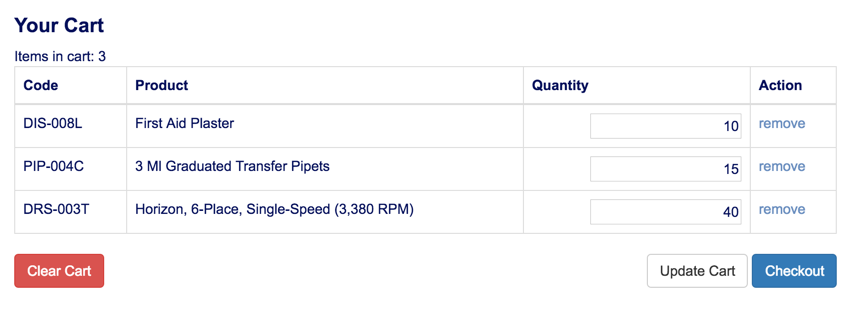 Your Cart
Items in cart: 3
Code Product Quantity Action
DIS-008L First Aid Plaster 10 remove
PIP-004C 3 Ml Graduated Transfer Pipets 15 remove
DRS-003T Horizon, 6-Place, Single-Speed (3,380 RPM) 40 remove
Clear Cart Update Cart Checkout